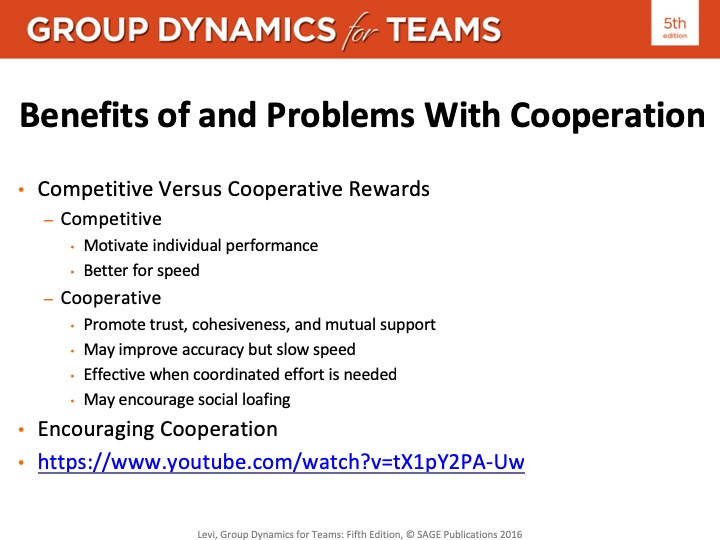 GROUP DYNAMICS for TEAMS
5th
edition
Benefits of and Problems With Cooperation
• Competitive Versus Cooperative Rewards
– Competitive
• Motivate individual performance
• Better for speed
– Cooperative
• Promote trust, cohesiveness, and mutual support
• May improve accuracy but slow speed
• Effective when coordinated effort is needed
• May encourage social loafing
• Encouraging Cooperation
• https://www.youtube.com/watch?v=tX1pY2PA-Uw
Levi, Group Dynamics for Teams: Fifth Edition, © SAGE Publications 2016